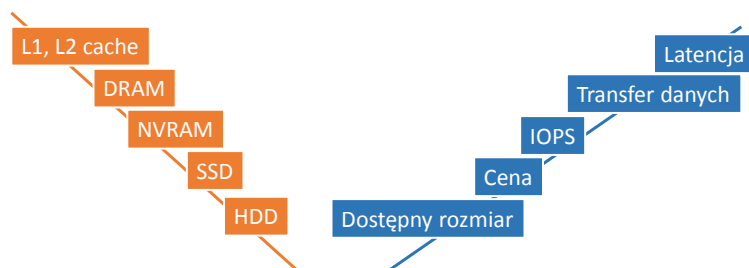 L1, L2 cache
DRAM
NVRAM
SSD
HDD
Latencja
Transfer danych
IOPS
Cena
Dostępny rozmiar